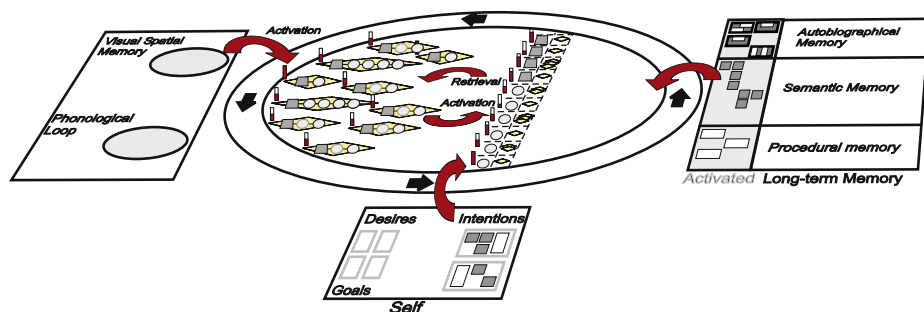 Visual Spatial
Memory
Phonological
Loop
Activation
Retrieval
Activation
Autobiographical
Memory
Semantic Memory
Procedural memory
Activated Long-term Memory
Desires Intentions
Goals
Self